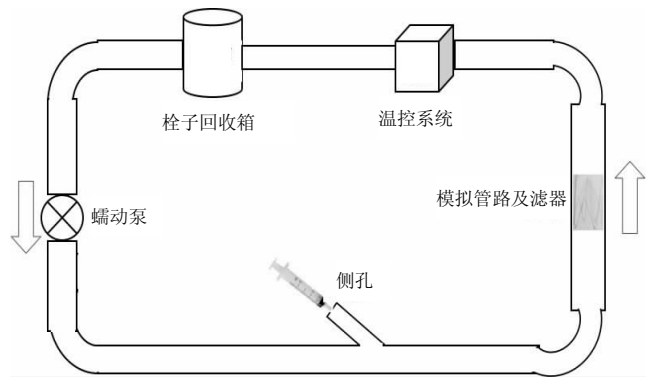 栓子回收箱
温控系统
模拟管路及滤器
蠕动泵
侧孔